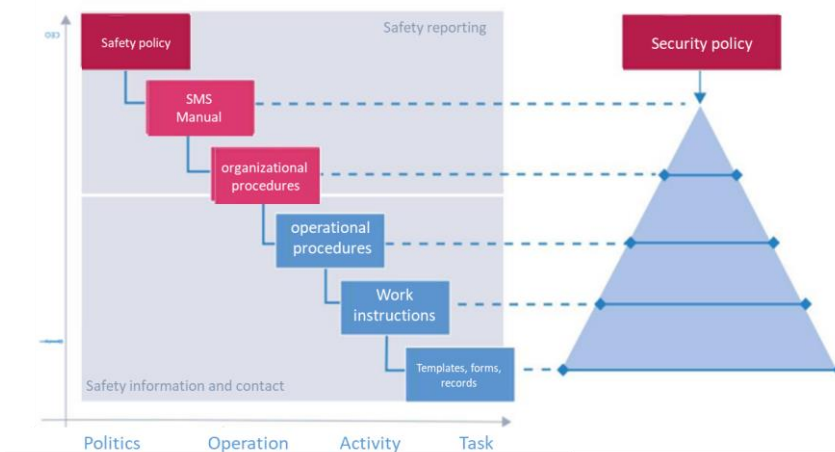 Safety reporting
CEO
Safety policy
Security policy
SMS
Manual
organizational
procedures
operational
procedures
Work
instructions
Templates, forms,
records
Safety information and contact
Politics
Operation
Activity
Task